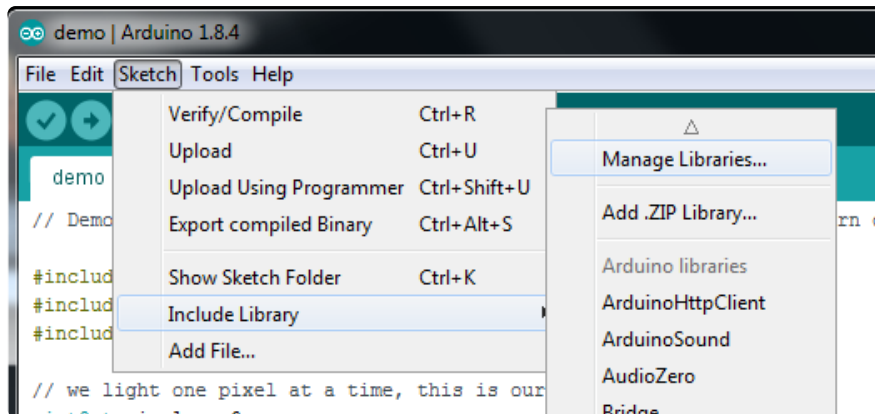 demo | Arduino 1.8.4
File Edit Sketch Tools Help
Verify/Compile Ctrl+R
Upload Ctrl+U
Upload Using Programmer Ctrl+Shift+U
Export compiled Binary Ctrl+Alt+S
Show Sketch Folder Ctrl+K
Include Library
Add File...
Manage Libraries...
Add .ZIP Library...
Arduino libraries
ArduinoHttpClient
ArduinoSound
AudioZero
Bridge
demo
// Demo
#includ
#includ
#includ
// we light one pixel at a time, this is our